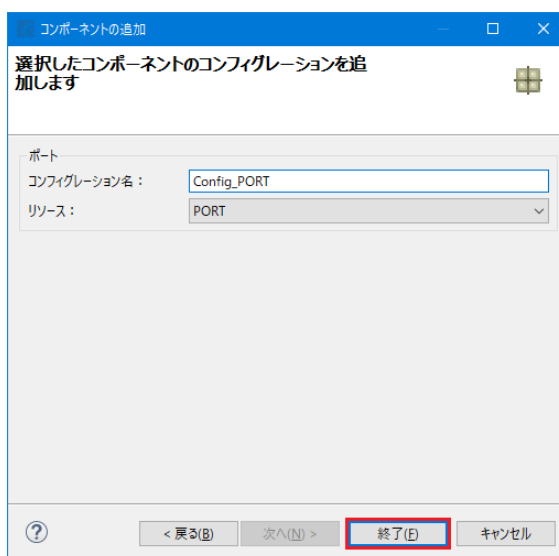 コンポーネントの追加
選択したコンポーネントのコンフィグレーションを追
加します
ポート
コンフィグレーション名：
Config_PORT
リソース：
PORT
< 戻る(B)
次へ(N) >
終了(F)
キャンセル